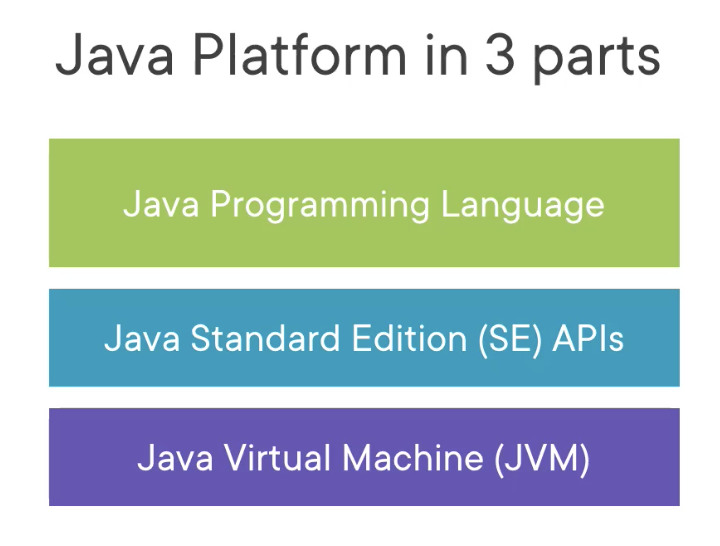 Java Platform in 3 parts
Java Programming Language
Java Standard Edition (SE) APIs
Java Virtual Machine (JVM)